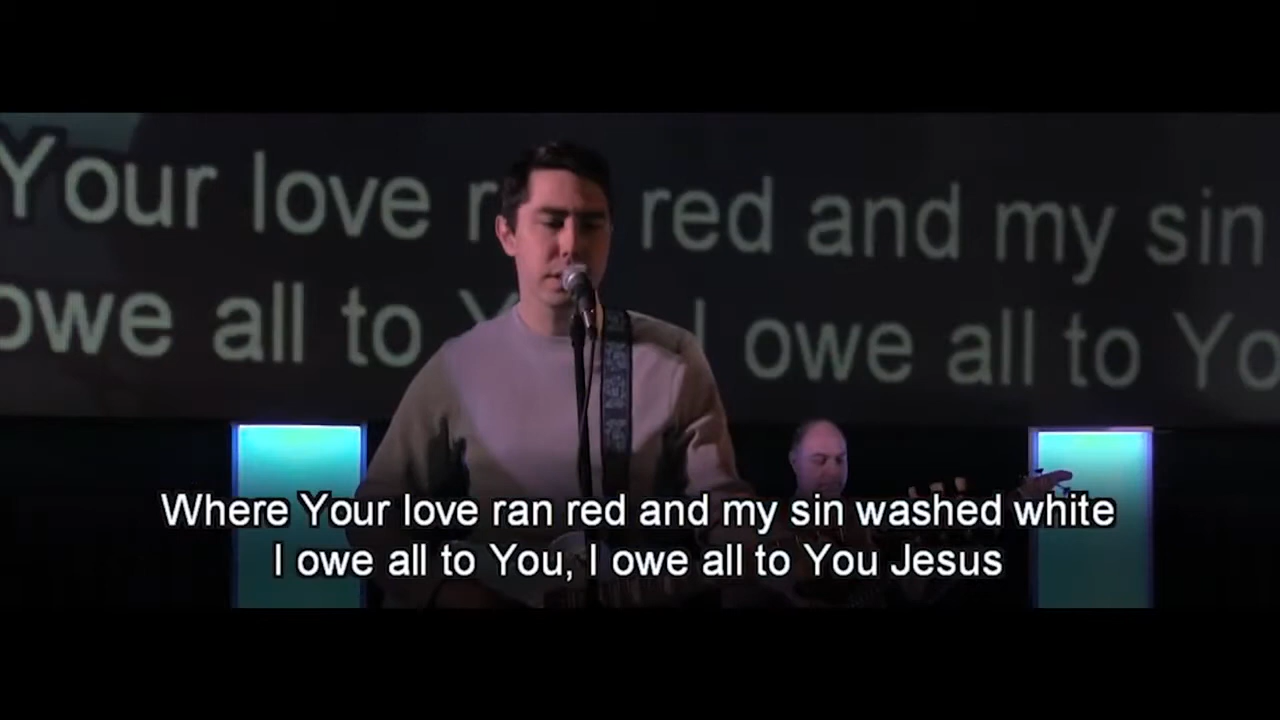 Your love r red and my sin
owe all to Y I owe all to Yo
Where Your love ran red and my sin washed white
I owe all to You, I owe all to You Jesus